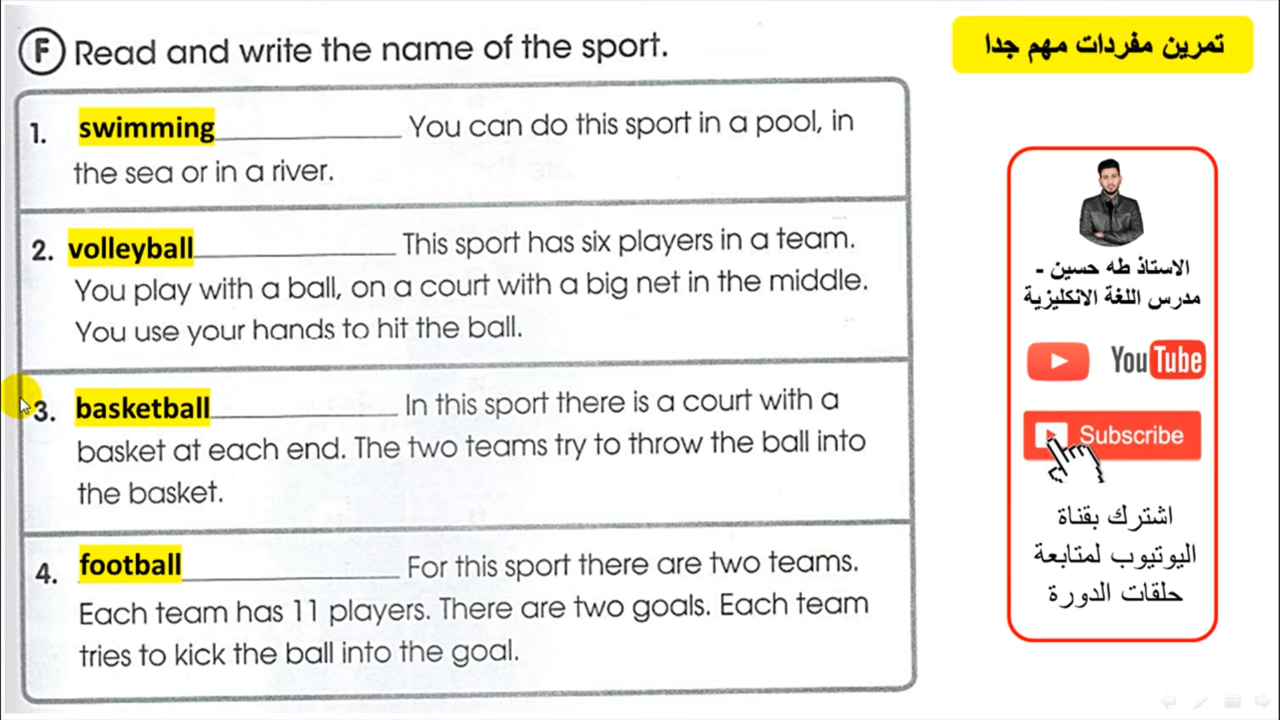 F Read and write the name of the sport.
تمرين مفردات مهم جدا
1. swimming You can do this sport in a pool, in
the sea or in a river.
2. volleyball This sport has six players in a team.
You play with a ball, on a court with a big net in the middle.
You use your hands to hit the ball.
3. basketball In this sport there is a court with a
basket at each end. The two teams try to throw the ball into
the basket.
4. football For this sport there are two teams.
Each team has 11 players. There are two goals. Each team
tries to kick the ball into the goal.
الاستاذ طه حسين -
مدرس اللغة الانكليزية
YouTube
Subscribe
اشترك بقناة
اليوتيوب لمتابعة
حلقات الدورة